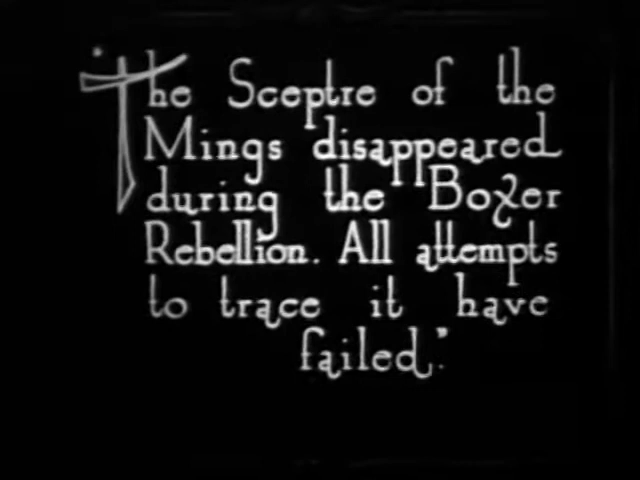 "The Sceptre of the
Mings disappeared
during the Boxer
Rebellion. All attempts
to trace it have
failed."